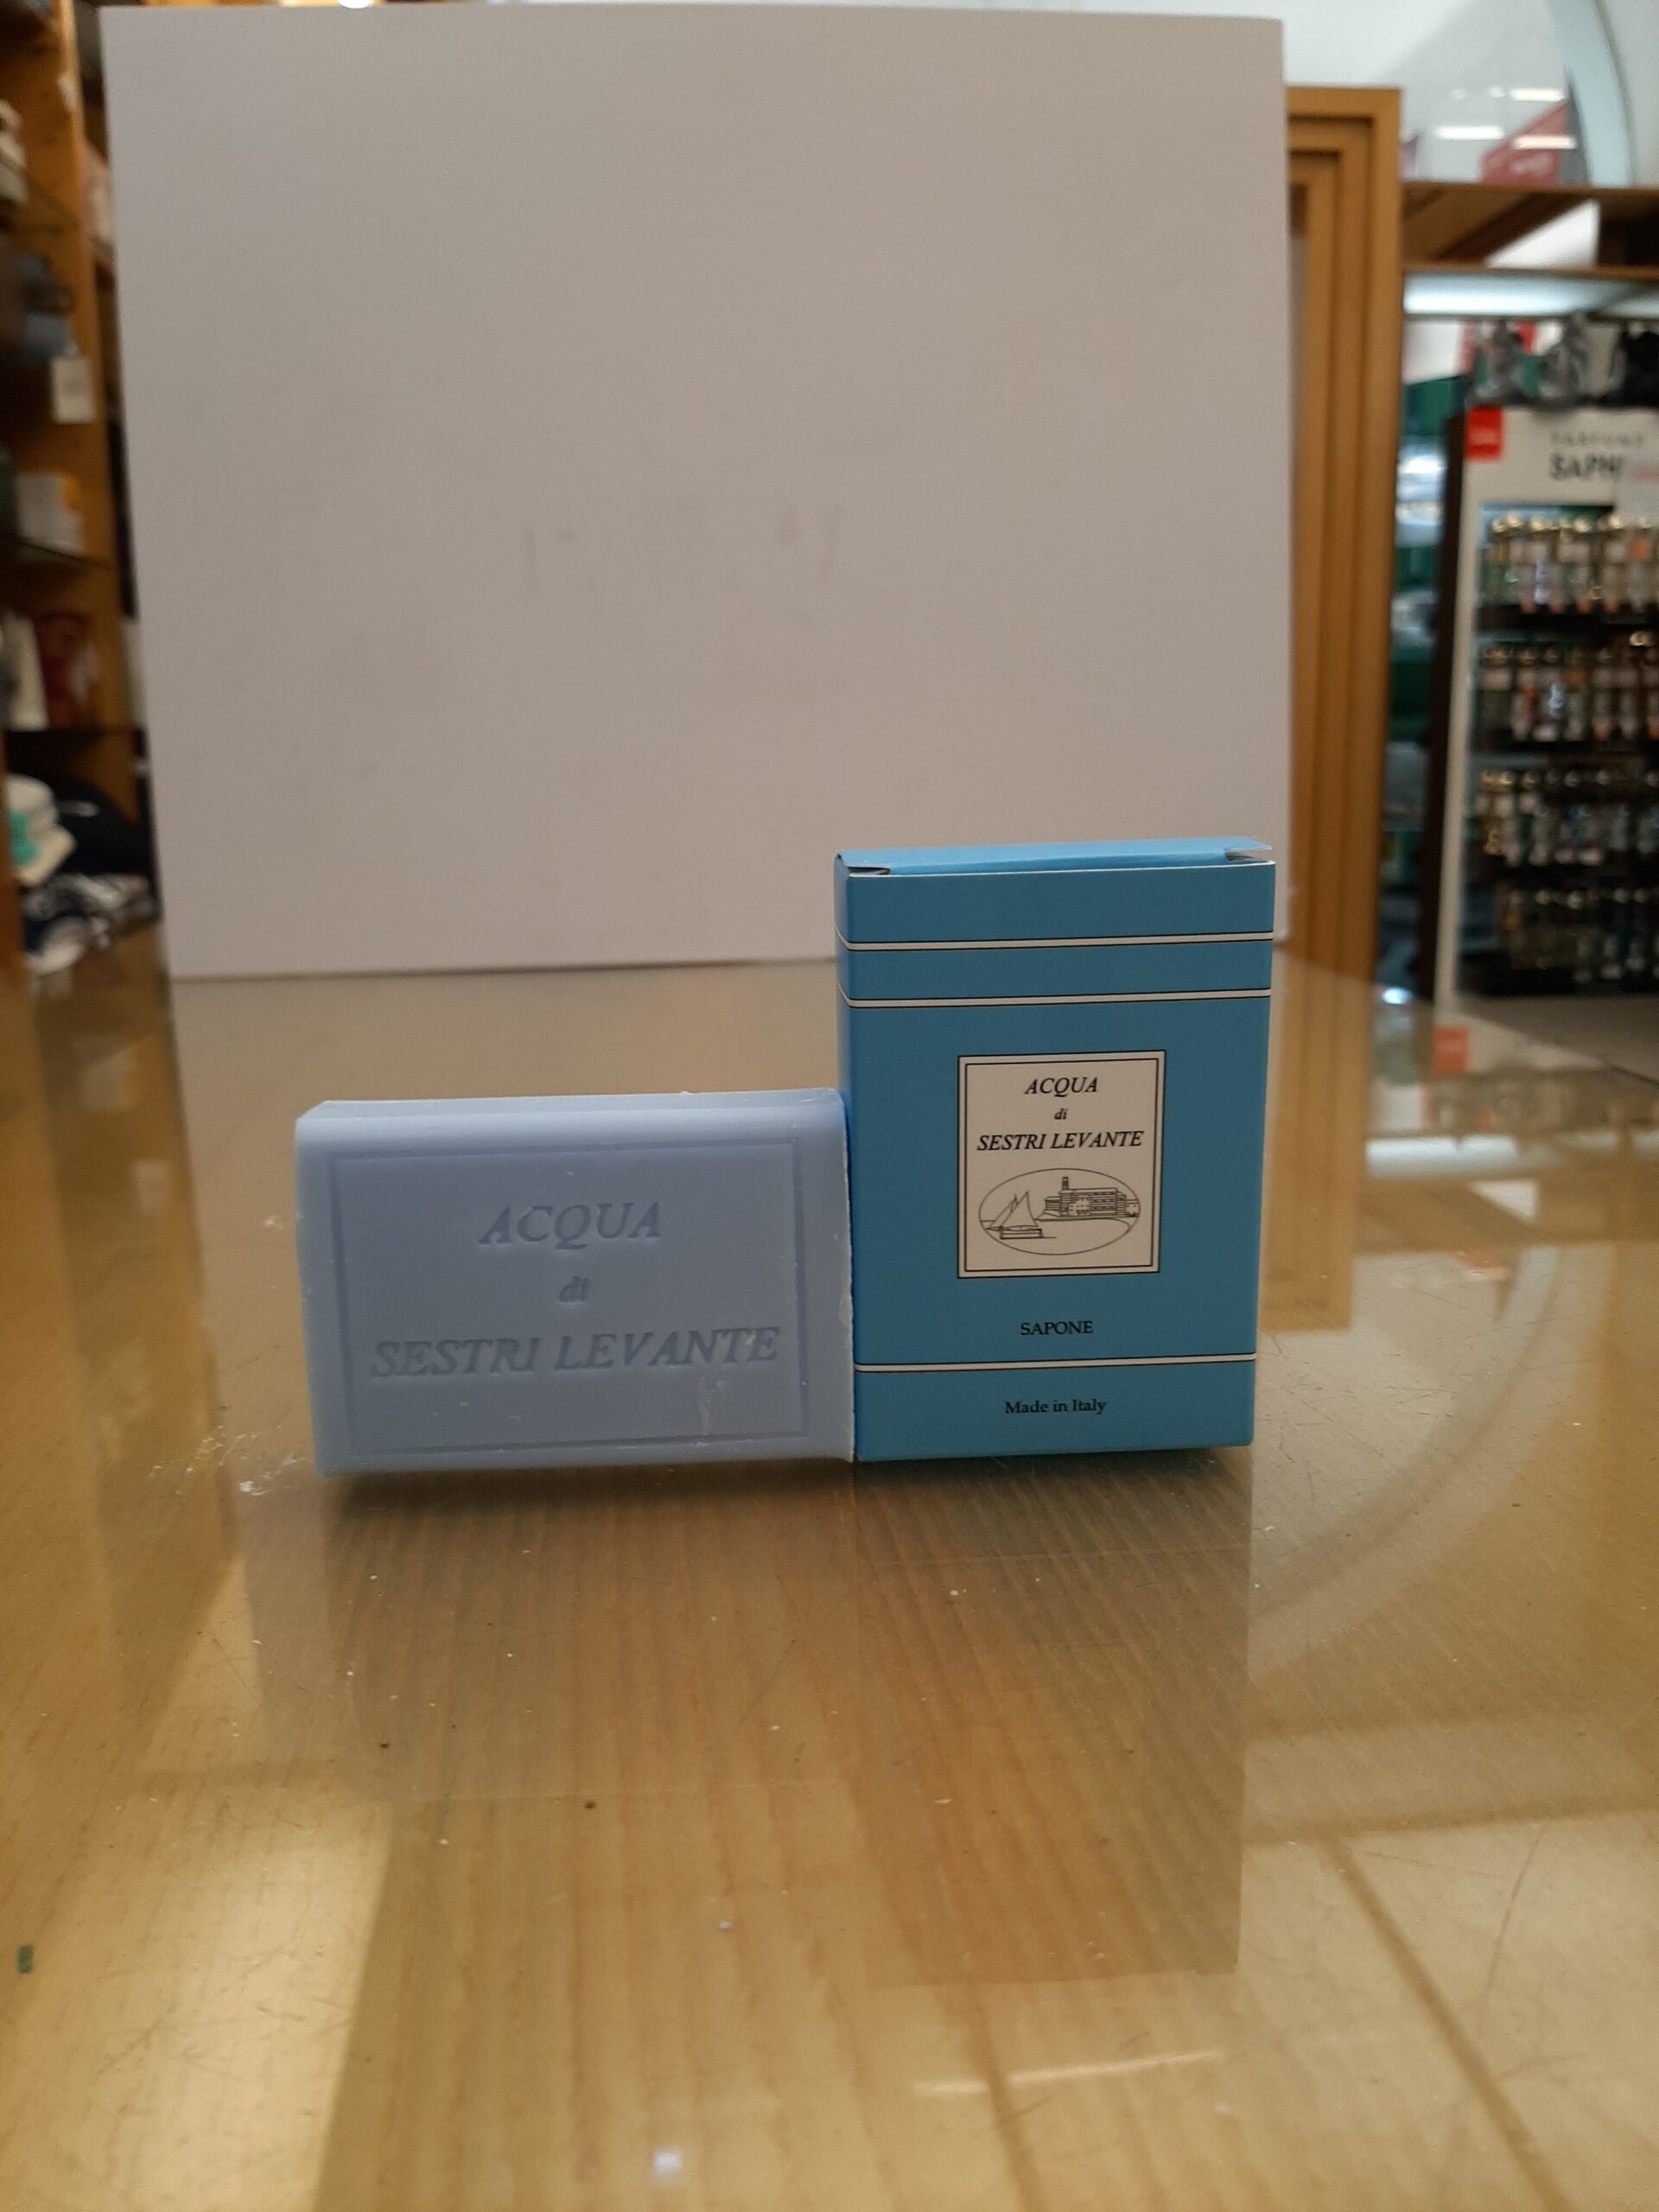 ACQUA
di
SESTRI LEVANTE
ACQUA
di
SESTRI LEVANTE
SAPONE
Made in Italy